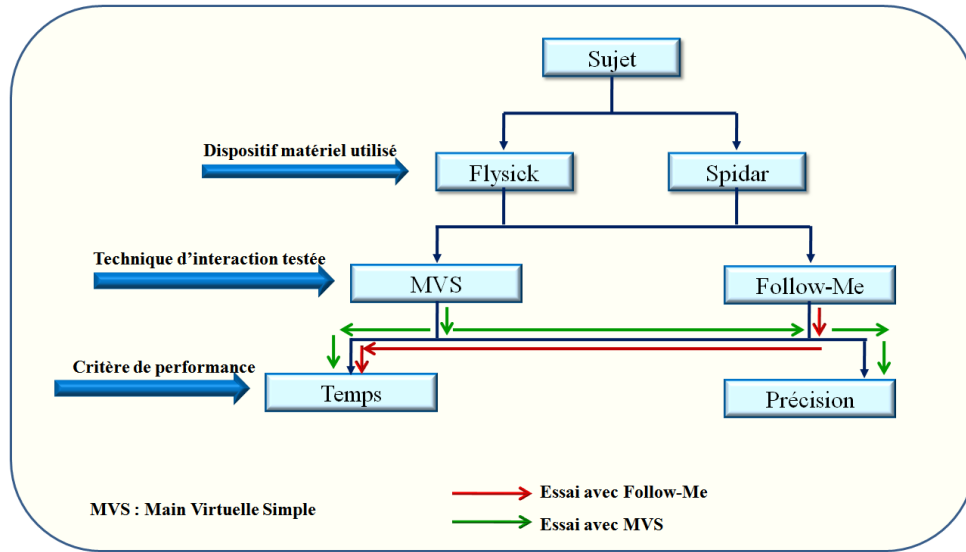 Sujet
Dispositif matériel utilisé
Flysick
Spidar
Technique d'interaction testée
MVS
Follow-Me
Critère de performance
Temps
Précision
MVS : Main Virtuelle Simple
Essai avec Follow-Me
Essai avec MVS